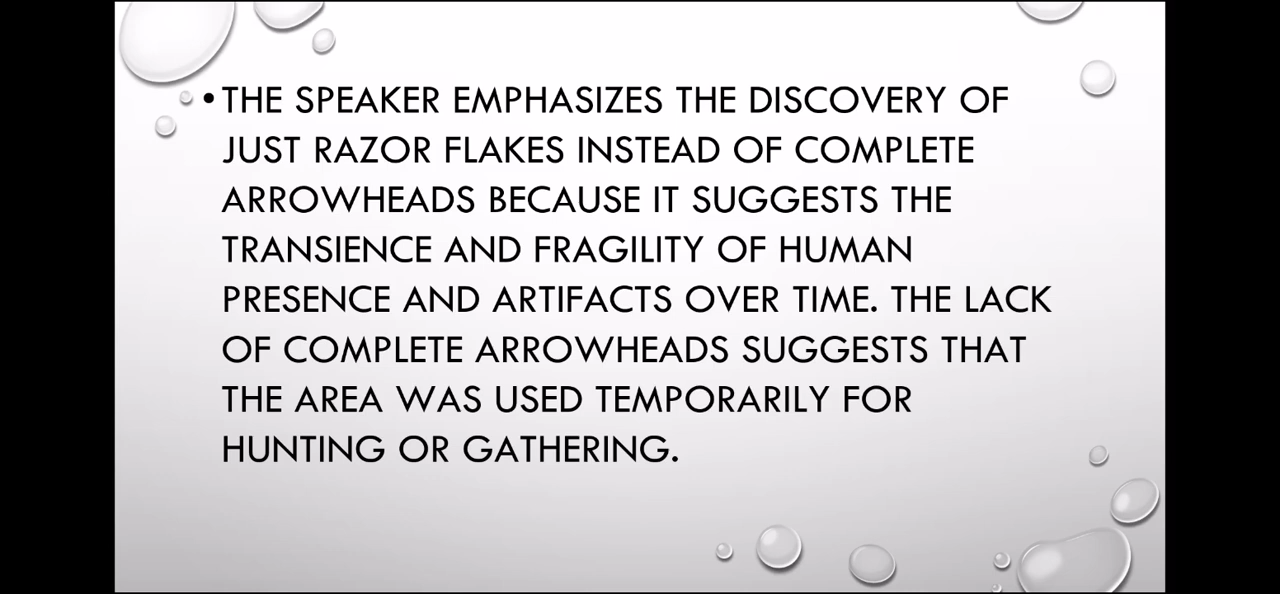 • THE SPEAKER EMPHASIZES THE DISCOVERY OF
JUST RAZOR FLAKES INSTEAD OF COMPLETE
ARROWHEADS BECAUSE IT SUGGESTS THE
TRANSIENCE AND FRAGILITY OF HUMAN
PRESENCE AND ARTIFACTS OVER TIME. THE LACK
OF COMPLETE ARROWHEADS SUGGESTS THAT
THE AREA WAS USED TEMPORARILY FOR
HUNTING OR GATHERING.